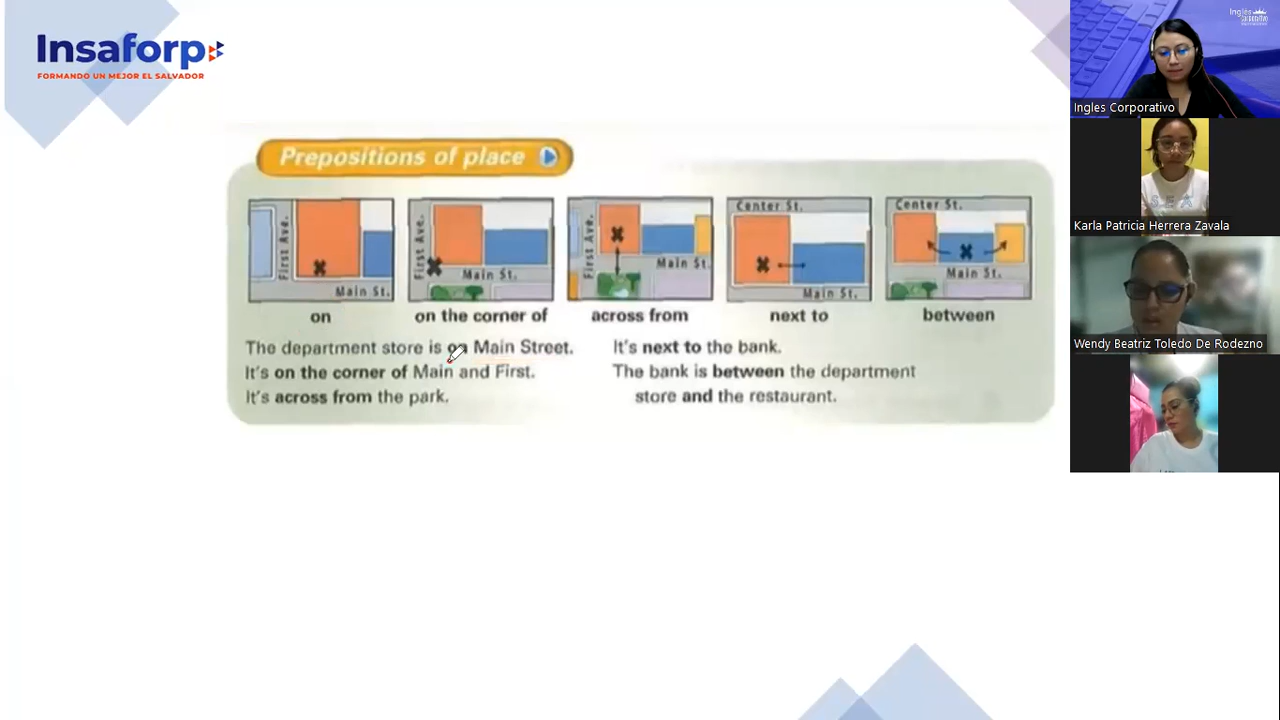 Insaforp
FORMANDO UN MEJOR EL SALVADOR
Prepositions of place
First Ave.
Main St.
First Ave.
Main St.
First Ave.
Main St.
Center St.
Main St.
Center St.
Main St.
on
on the corner of
across from
next to
between
The department store is on Main Street.
It's on the corner of Main and First.
It's across from the park.
It's next to the bank.
The bank is between the department
store and the restaurant.
Ingles Corporativo
Karla Patricia Herrera Zavala
Wendy Beatriz Toledo De Rodezno